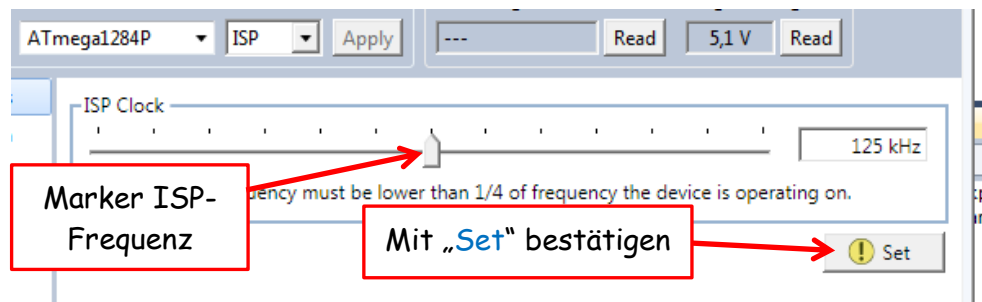 ATmega1284P ISP Apply --- Read 5,1 V Read
ISP Clock
125 kHz
must be lower than 1/4 of frequency the device is operating on.
Marker ISP-
Frequenz
Mit „Set“ bestätigen
Set